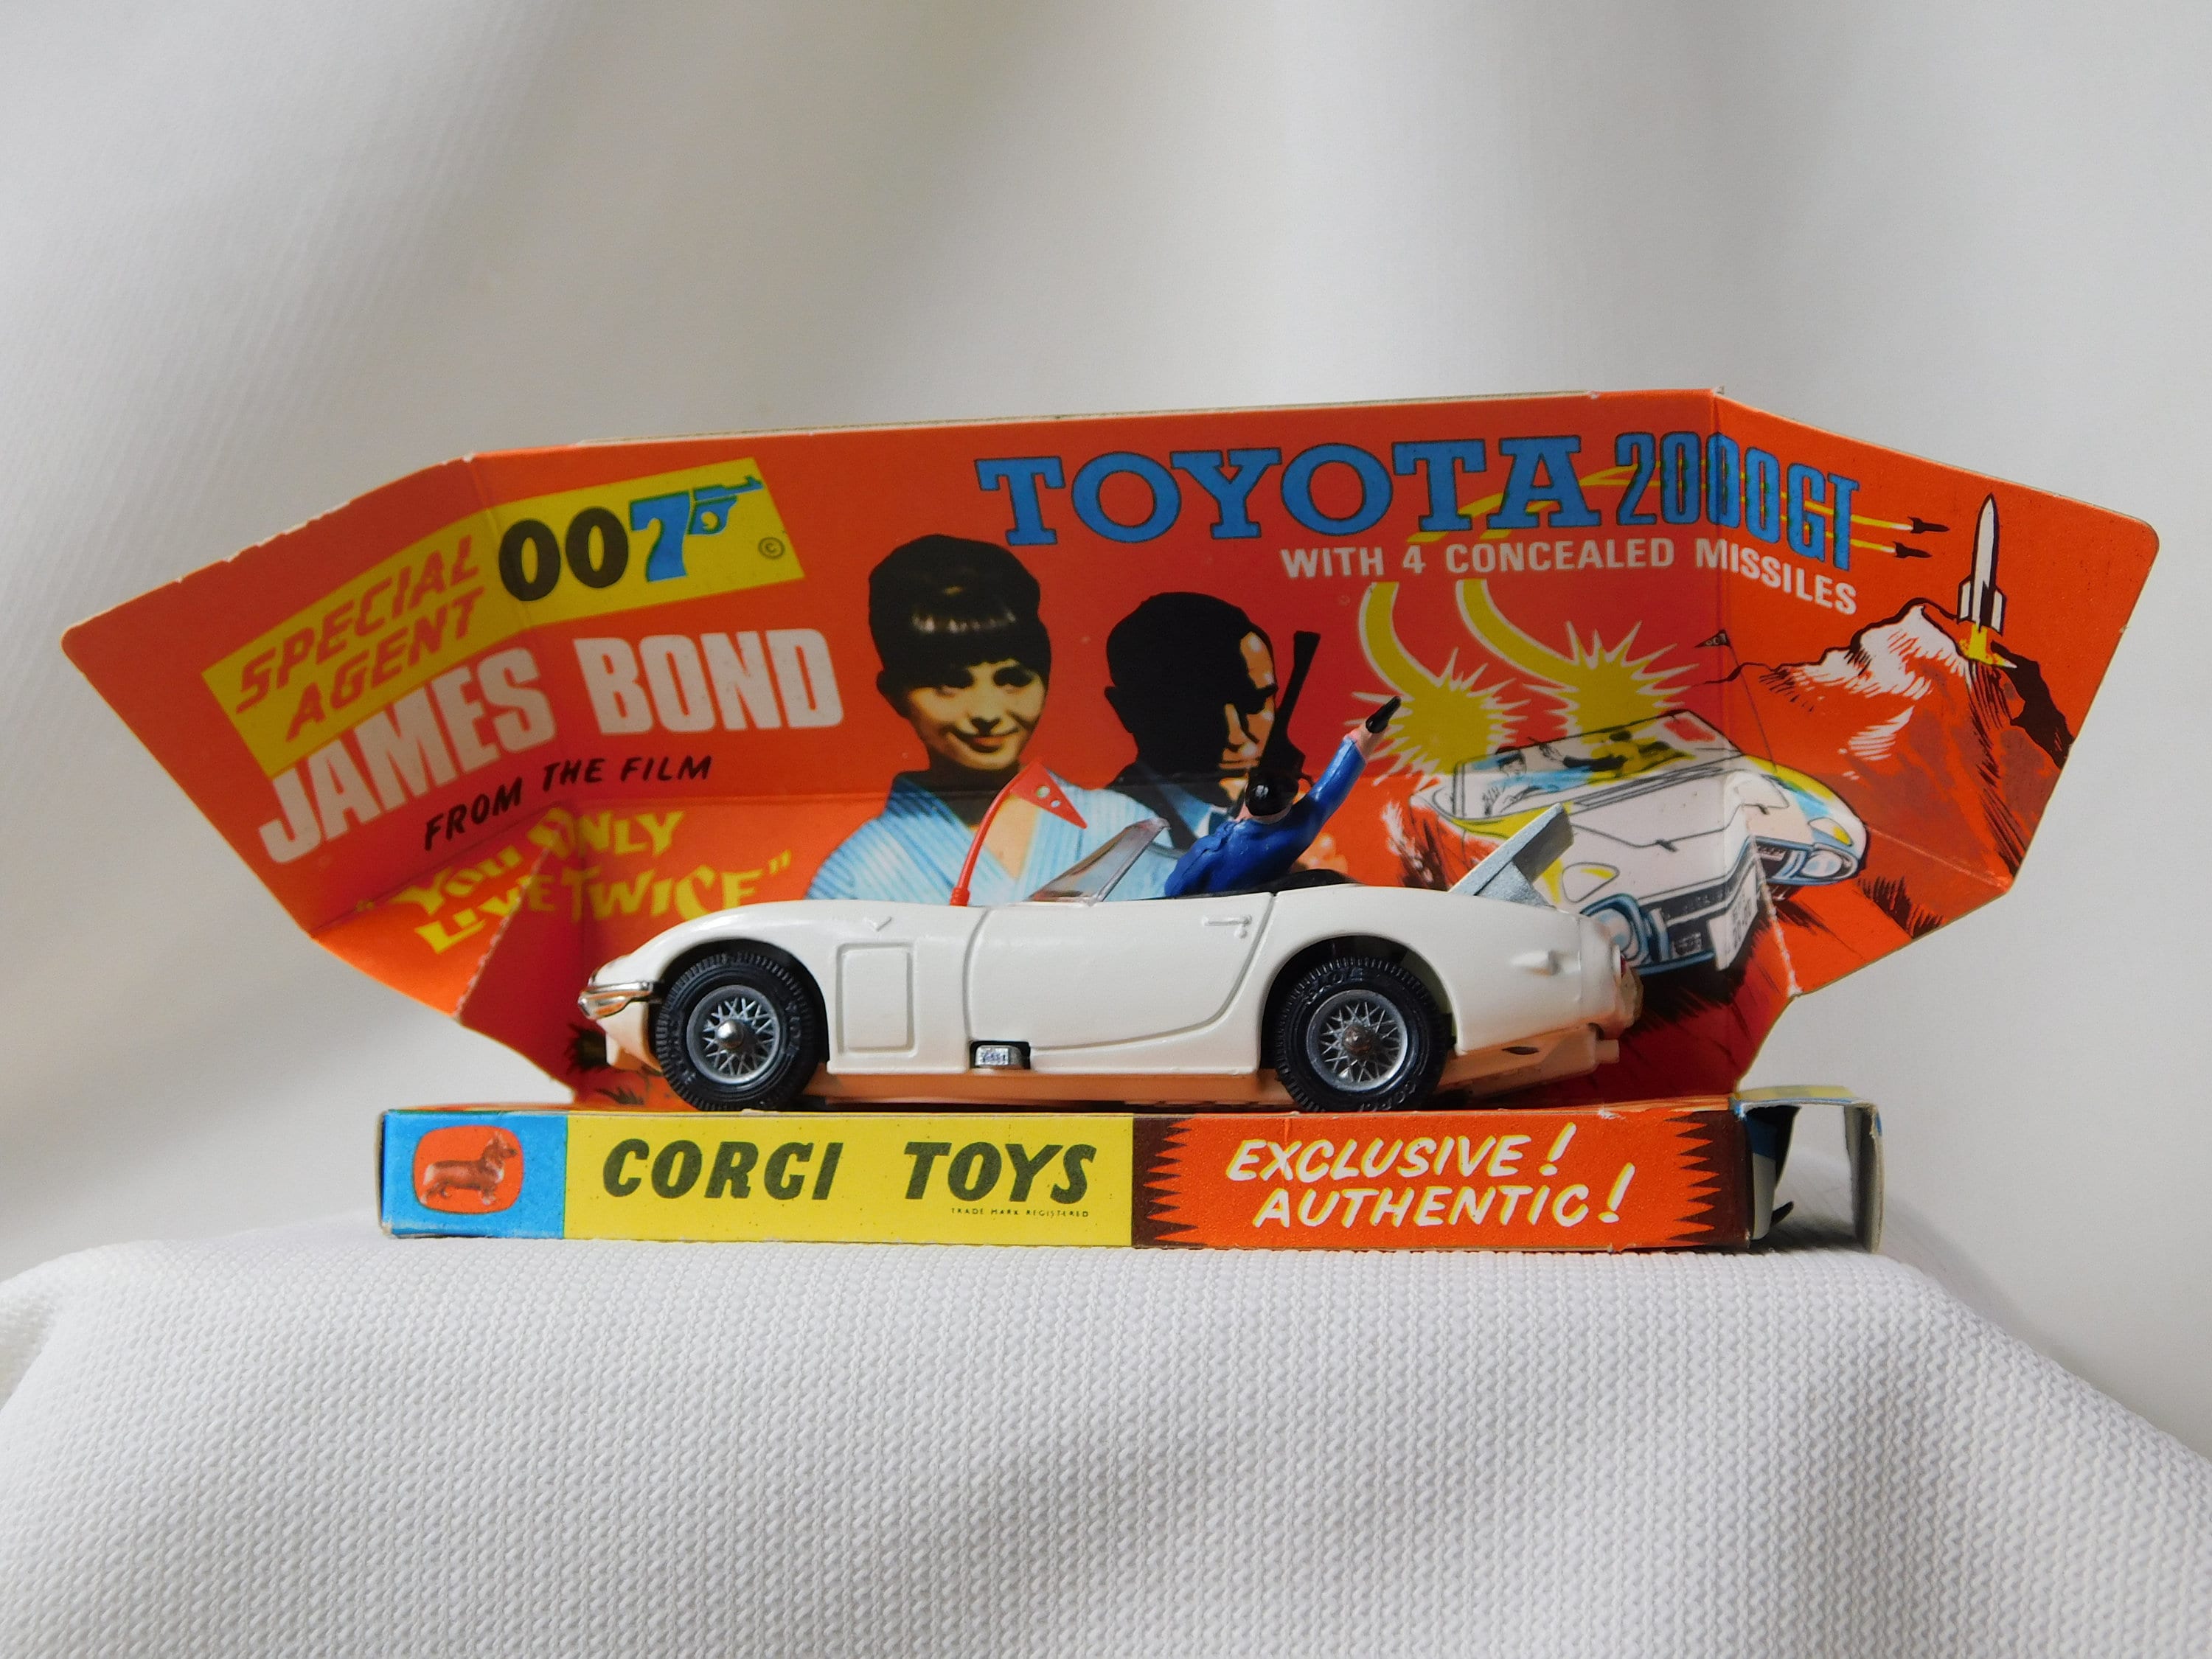 SPECIAL
AGENT
007
©
JAMES BOND
FROM THE FILM
"YOU ONLY
LIVE TWICE"
TOYOTA 2000GT
WITH 4 CONCEALED MISSILES
CORGI TOYS
TRADE MARK REGISTERED
EXCLUSIVE!
AUTHENTIC!